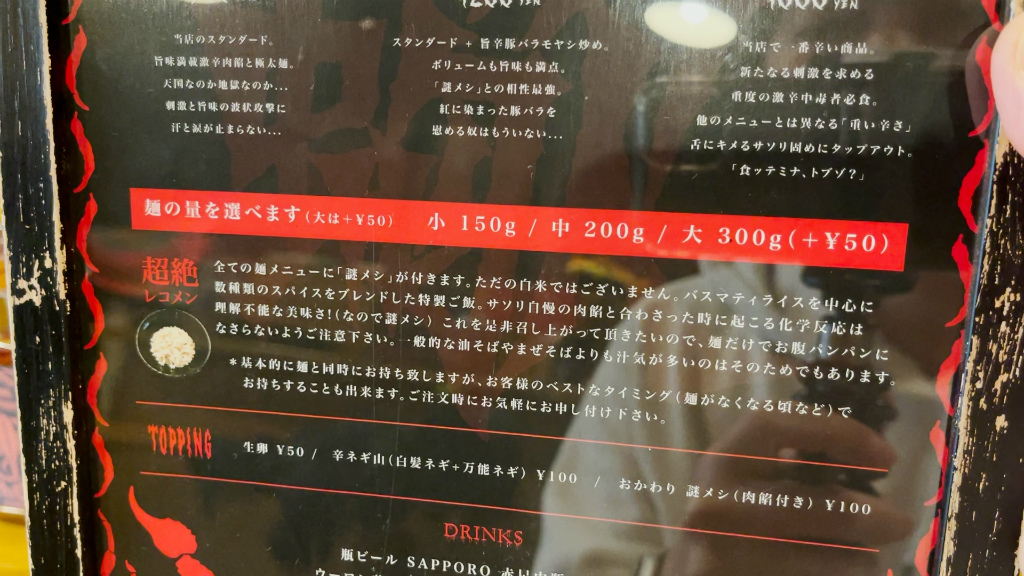 1200 YEN
1000 YEN
当店のスタンダード。
旨味満載激辛肉餡と極太麺。
天国なのか地獄なのか...
刺激と旨味の波状攻撃に
汗と涙が止まらない...
スタンダード + 旨辛豚バラモヤシ炒め。
ボリュームも旨味も満点。
「謎メシ」との相性最強。
紅に染まった豚バラを
慰める奴はもういない...
当店で一番辛い商品。
新たなる刺激を求める
重度の激辛中毒者必食。
他のメニューとは異なる「重い辛さ」
舌にキメるサソリ固めにタップアウト。
「食ッテミナ、トブゾ?」
麺の量を選べます(大は+¥50) 小 150g / 中 200g / 大 300g(+¥50)
超絶
レコメン
全ての麺メニューに「謎メシ」が付きます。ただの白米ではございません。バスマティライスを中心に
数種類のスパイスをブレンドした特製ご飯。サソリ自慢の肉餡と合わさった時に起こる化学反応は
理解不能な美味さ!(なので謎メシ) これを是非召し上がって頂きたいので、麺だけでお腹パンパンに
なさらないようご注意下さい。一般的な油そばやまぜそばよりも汁気が多いのはそのためでもあります。
*基本的に麺と同時にお持ち致しますが、お客様のベストなタイミング(麺がなくなる頃など)で
お持ちすることも出来ます。ご注文時にお気軽にお申し付け下さい。
TOPPING
生卵 ¥50 / 辛ネギ山(白髪ネギ+万能ネギ) ¥100 / おかわり 謎メシ(肉餡付き) ¥100
DRINKS
瓶ビール SAPPORO